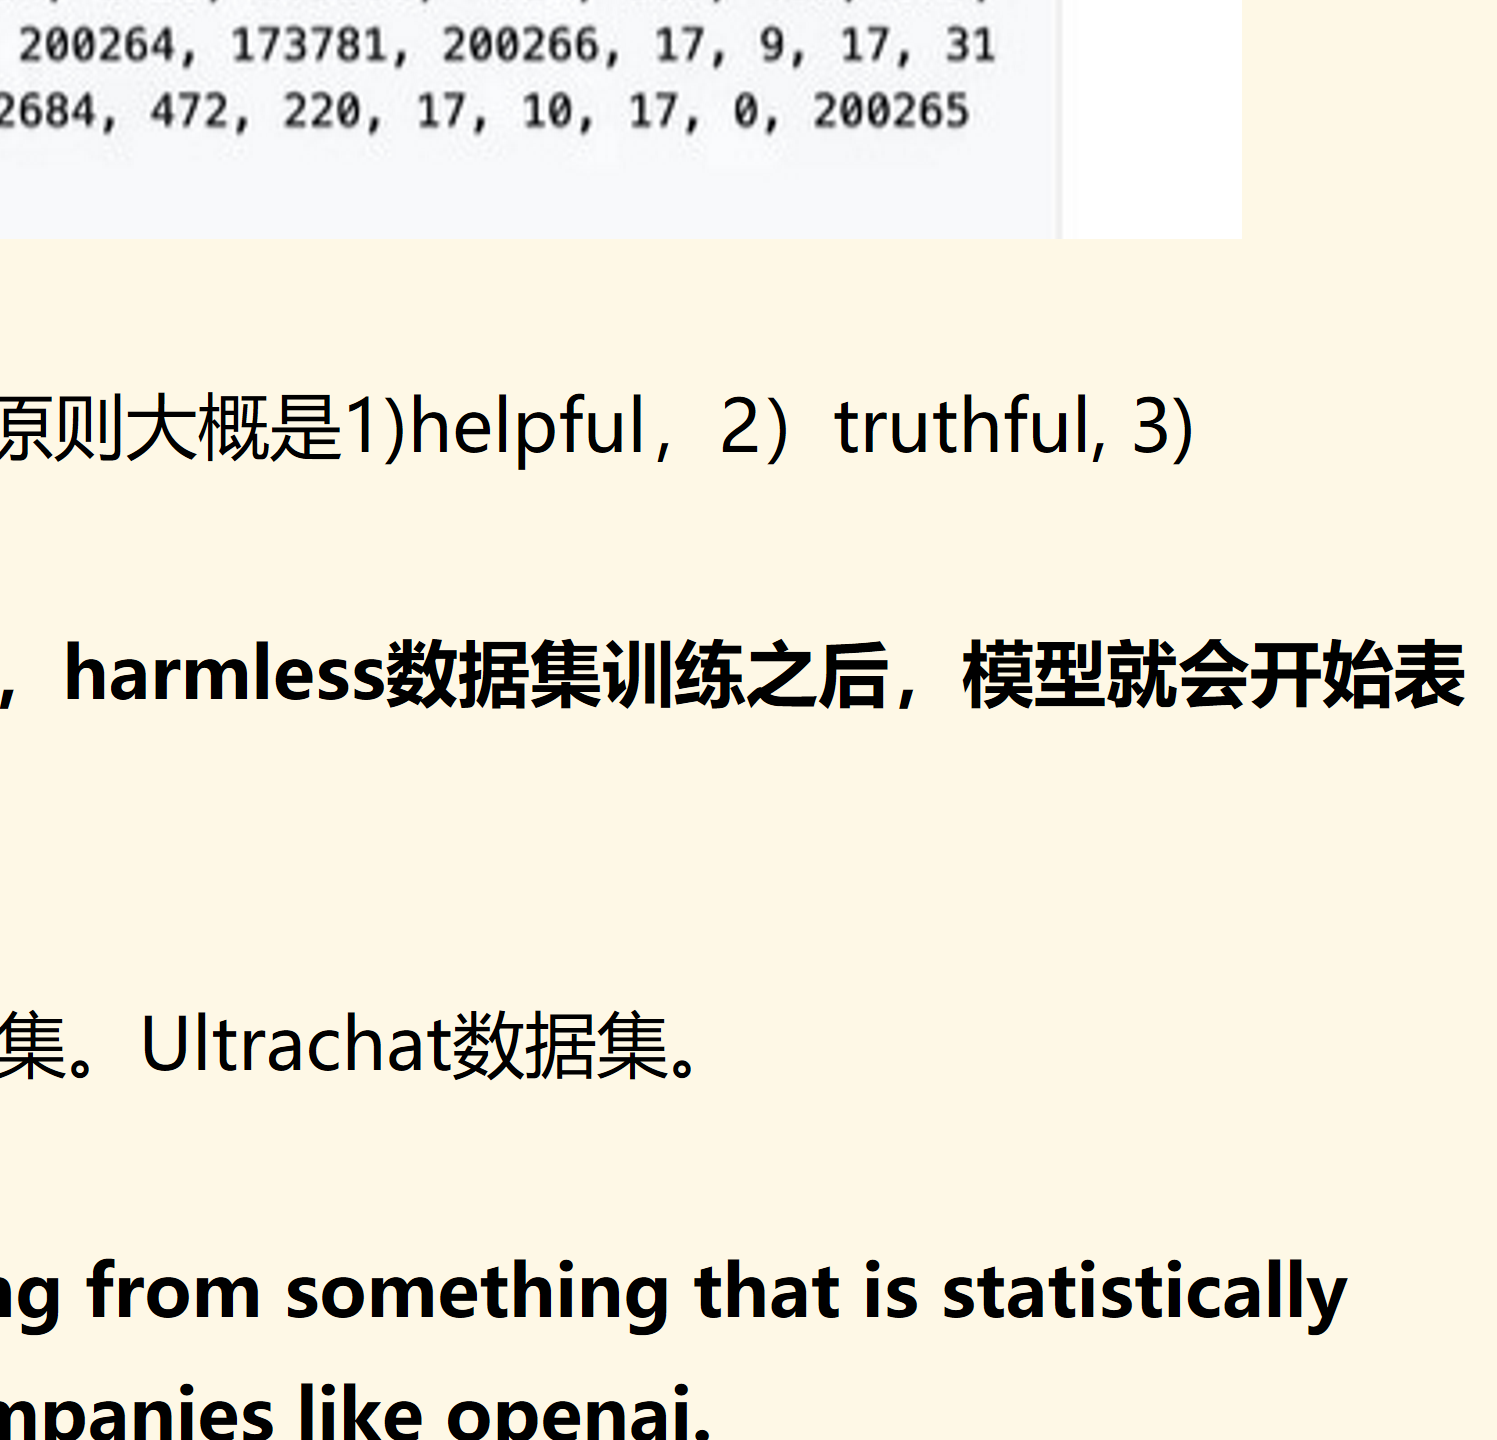 200264, 173781, 200266, 17, 9, 17, 31
2684, 472, 220, 17, 10, 17, 0, 200265
原则大概是1)helpful，2）truthful, 3)
，harmless数据集训练之后，模型就会开始表
集。Ultrachat数据集。
ng from something that is statistically
mpanies like openai.